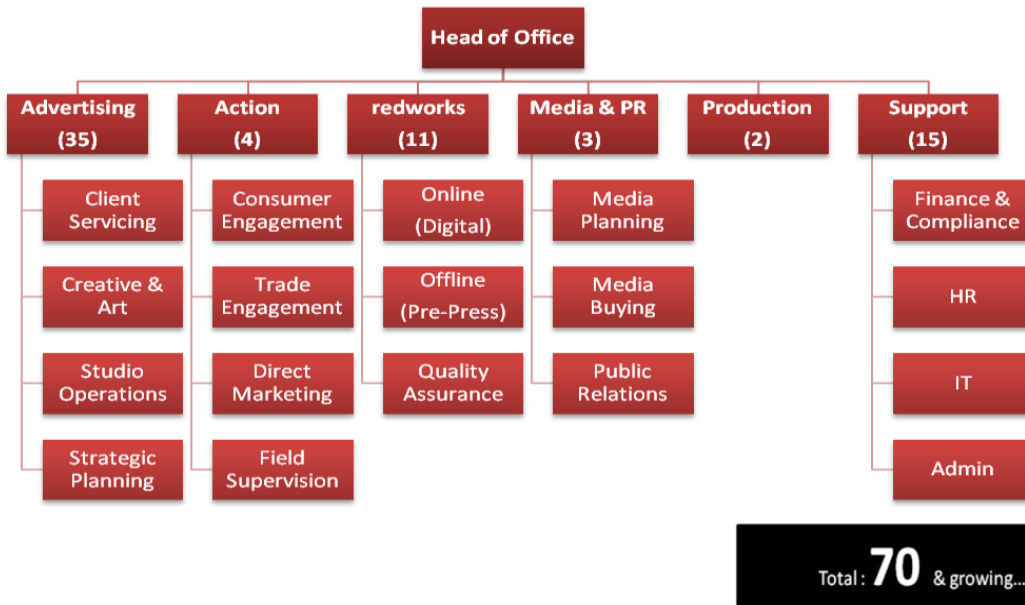 Head of Office
Advertising
(35)
Client
Servicing
Creative &
Art
Studio
Operations
Strategic
Planning
Action
(4)
Consumer
Engagement
Trade
Engagement
Direct
Marketing
Field
Supervision
redworks
(11)
Online
(Digital)
Offline
(Pre-Press)
Quality
Assurance
Media & PR
(3)
Media
Planning
Media
Buying
Public
Relations
Production
(2)
Support
(15)
Finance &
Compliance
HR
IT
Admin
Total : 70 & growing...